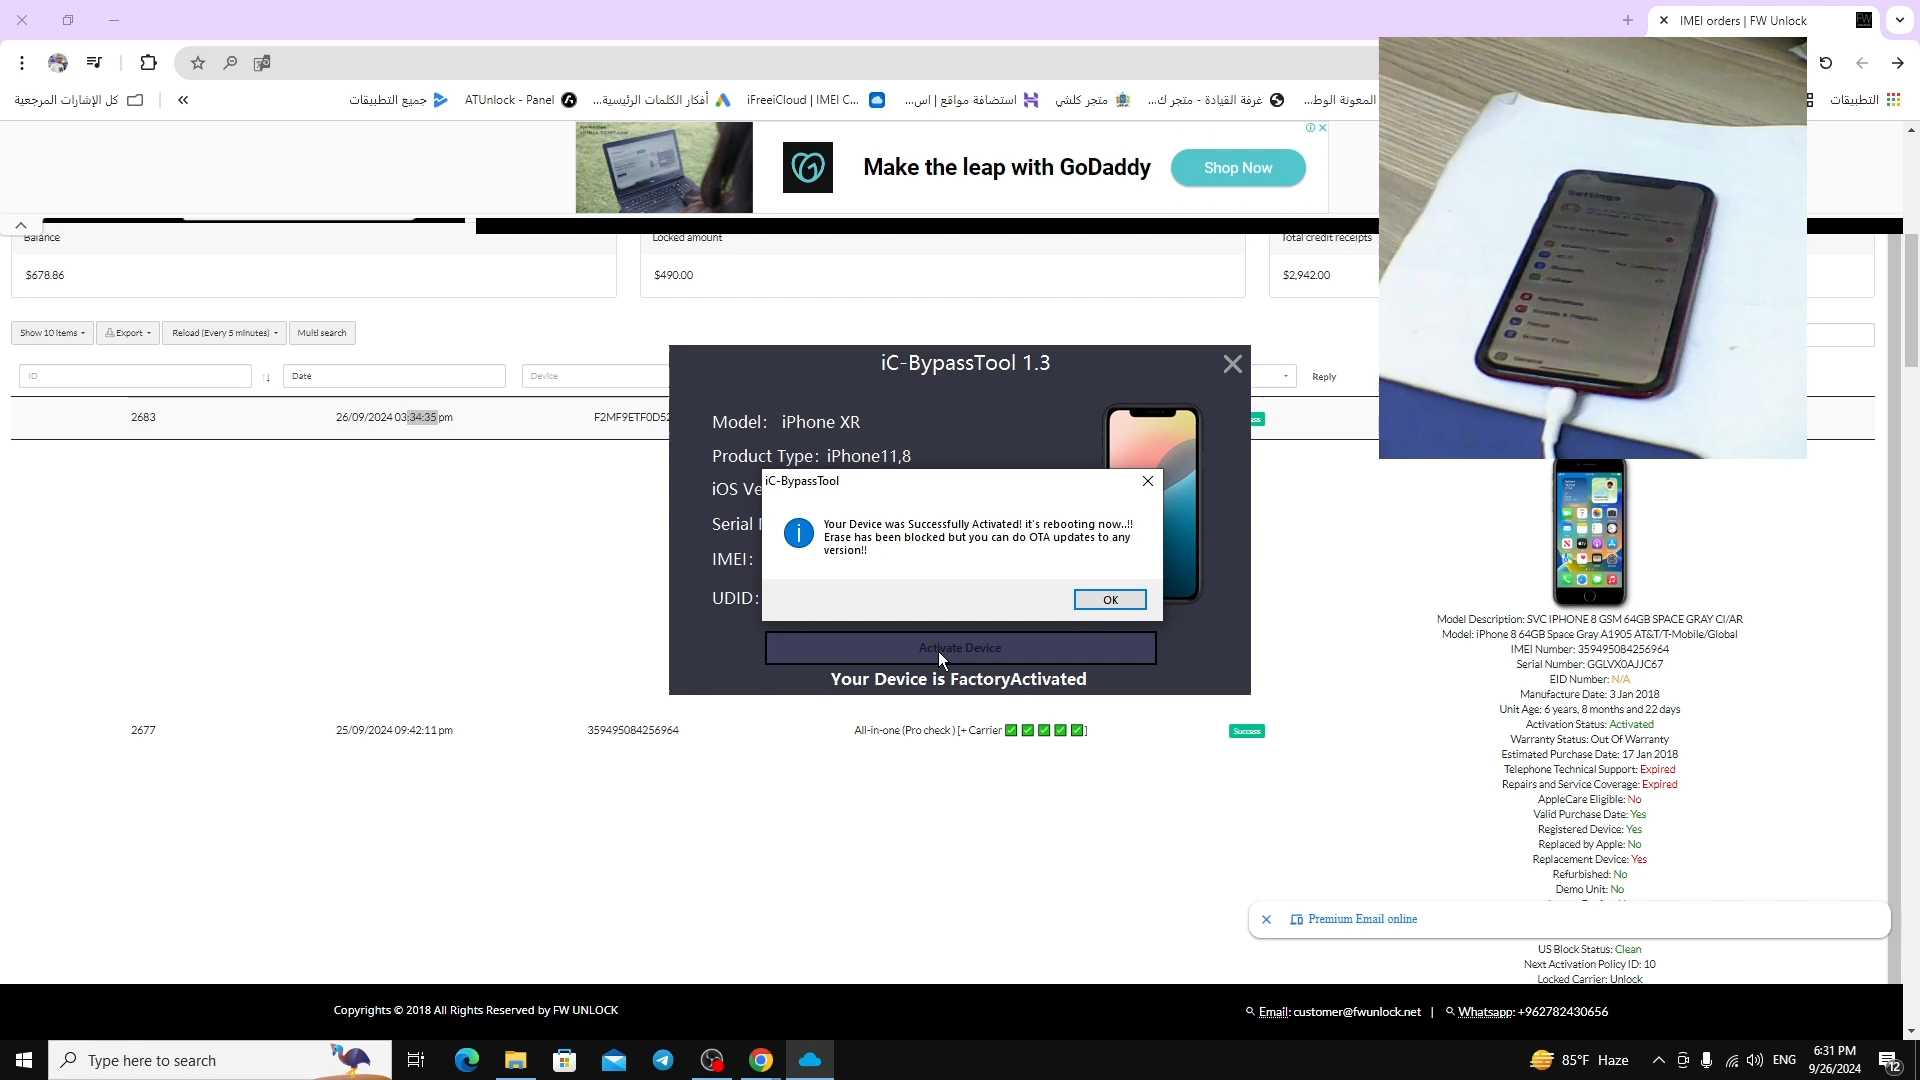 IMEI orders | FW Unlock
كل الإشارات المرجعية
جميع التطبيقات
ATUnlock - Panel
أفكار الكلمات الرئيسية...
iFreeiCloud | IMEI C...
استضافة مواقع | اس...
متجر كلشي
غرفة القيادة - متجر ك...
المعونة الوط...
التطبيقات
Make the leap with GoDaddy
Shop Now
Balance
Locked amount
Total credit receipts
$678.86
$490.00
$2,942.00
Show 10 items
Export
Reload (Every 5 minutes)
Multi search
ID
Date
Device
Reply
2683
26/09/2024 03:34:35 pm
F2MF9ETF0D52
iC-BypassTool 1.3
Model: iPhone XR
Product Type: iPhone11,8
iOS Ve
Serial
IMEI:
UDID:
iC-BypassTool
Your Device was Successfully Activated! it's rebooting now..!!
Erase has been blocked but you can do OTA updates to any
version!!
OK
Activate Device
Your Device is FactoryActivated
2677
25/09/2024 09:42:11 pm
359495084256964
All-in-one (Pro check ) [+ Carrier ✅ ✅ ✅ ✅ ✅]
Success
Model Description: SVC IPHONE 8 GSM 64GB SPACE GRAY CI/AR
Model: iPhone 8 64GB Space Gray A1905 AT&T/T-Mobile/Global
IMEI Number: 359495084256964
Serial Number: GGLVX0AJJC67
EID Number: N/A
Manufacture Date: 3 Jan 2018
Unit Age: 6 years, 8 months and 22 days
Activation Status: Activated
Warranty Status: Out Of Warranty
Estimated Purchase Date: 17 Jan 2018
Telephone Technical Support: Expired
Repairs and Service Coverage: Expired
AppleCare Eligible: No
Valid Purchase Date: Yes
Registered Device: Yes
Replaced by Apple: No
Replacement Device: Yes
Refurbished: No
Demo Unit: No
Premium Email online
US Block Status: Clean
Next Activation Policy ID: 10
Locked Carrier: Unlock
Copyrights © 2018 All Rights Reserved by FW UNLOCK
Email: customer@fwunlock.net | Whatsapp: +962782430656
Type here to search
85°F Haze
ENG
6:31 PM
9/26/2024
12